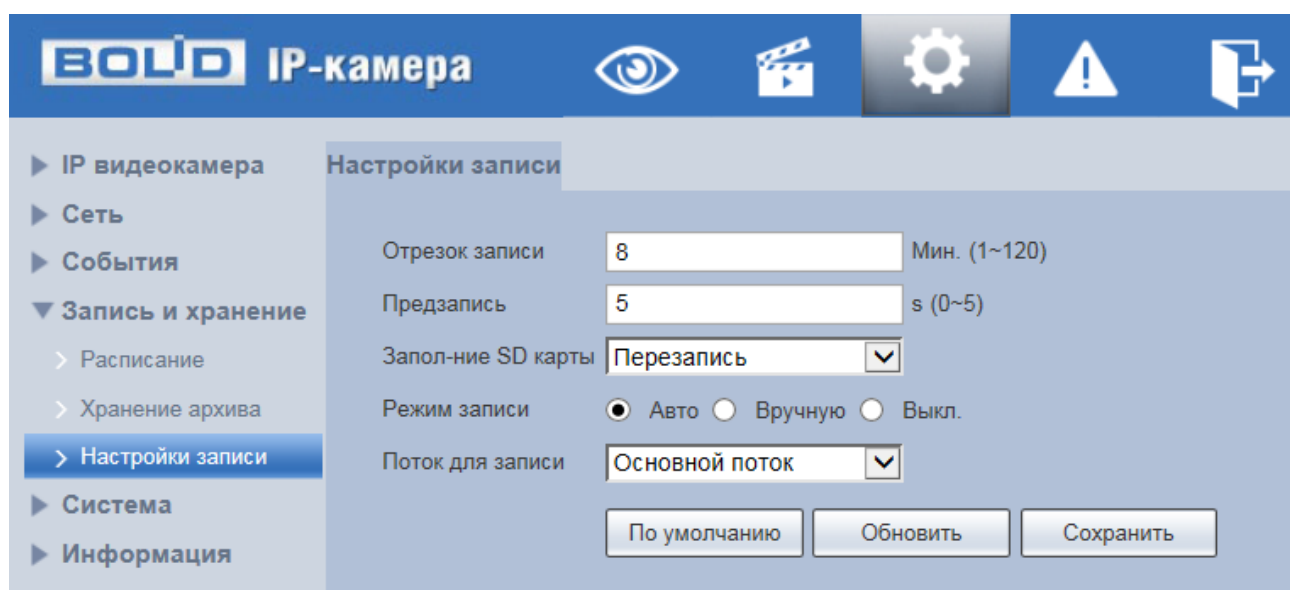 BOLID IP-камера
IP видеокамера
Сеть
События
Запись и хранение
Расписание
Хранение архива
Настройки записи
Система
Информация
Настройки записи
Отрезок записи 8 Мин. (1~120)
Предзапись 5 s (0~5)
Запол-ние SD карты Перезапись
Режим записи Авто Вручную Выкл.
Поток для записи Основной поток
По умолчанию Обновить Сохранить